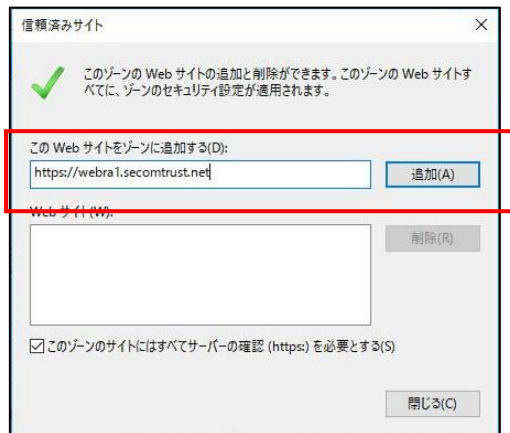 信頼済みサイト
このゾーンの Web サイトの追加と削除ができます。このゾーンの Web サイトす
べてに、ゾーンのセキュリティ設定が適用されます。
この Web サイトをゾーンに追加する(D):
https://webra1.secomtrust.net
追加(A)
Web サイト(W):
削除(R)
このゾーンのサイトにはすべてサーバーの確認 (https:) を必要とする(S)
閉じる(C)